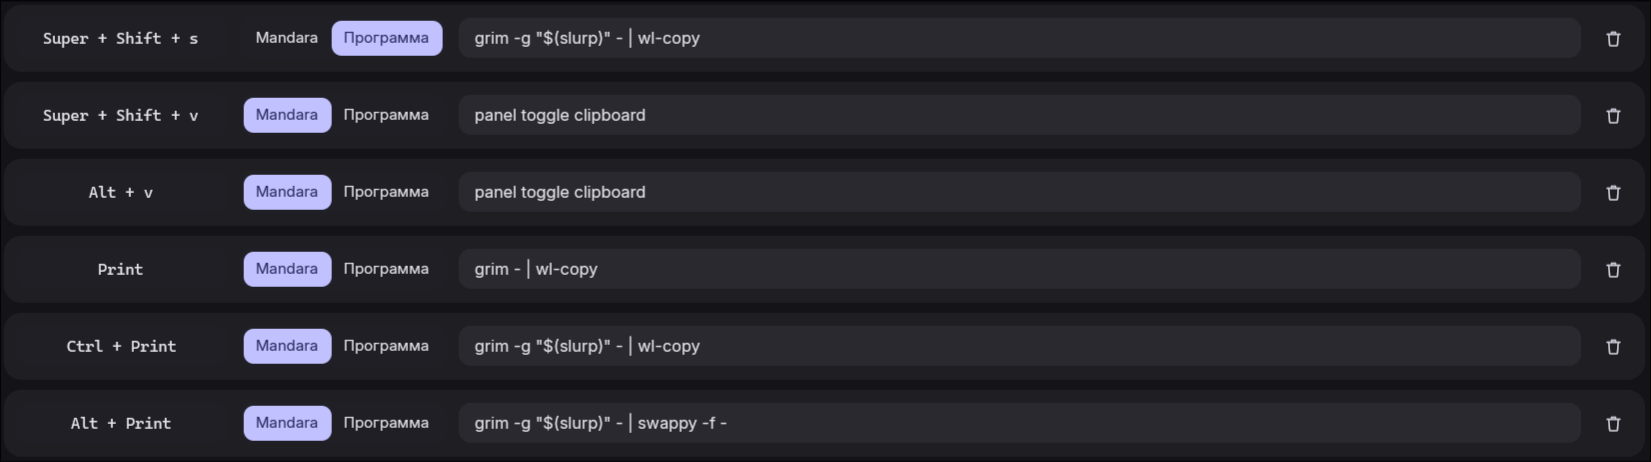 Super + Shift + s Mandara Программа grim -g "$(slurp)" - | wl-copy
Super + Shift + v Mandara Программа panel toggle clipboard
Alt + v Mandara Программа panel toggle clipboard
Print Mandara Программа grim - | wl-copy
Ctrl + Print Mandara Программа grim -g "$(slurp)" - | wl-copy
Alt + Print Mandara Программа grim -g "$(slurp)" - | swappy -f -